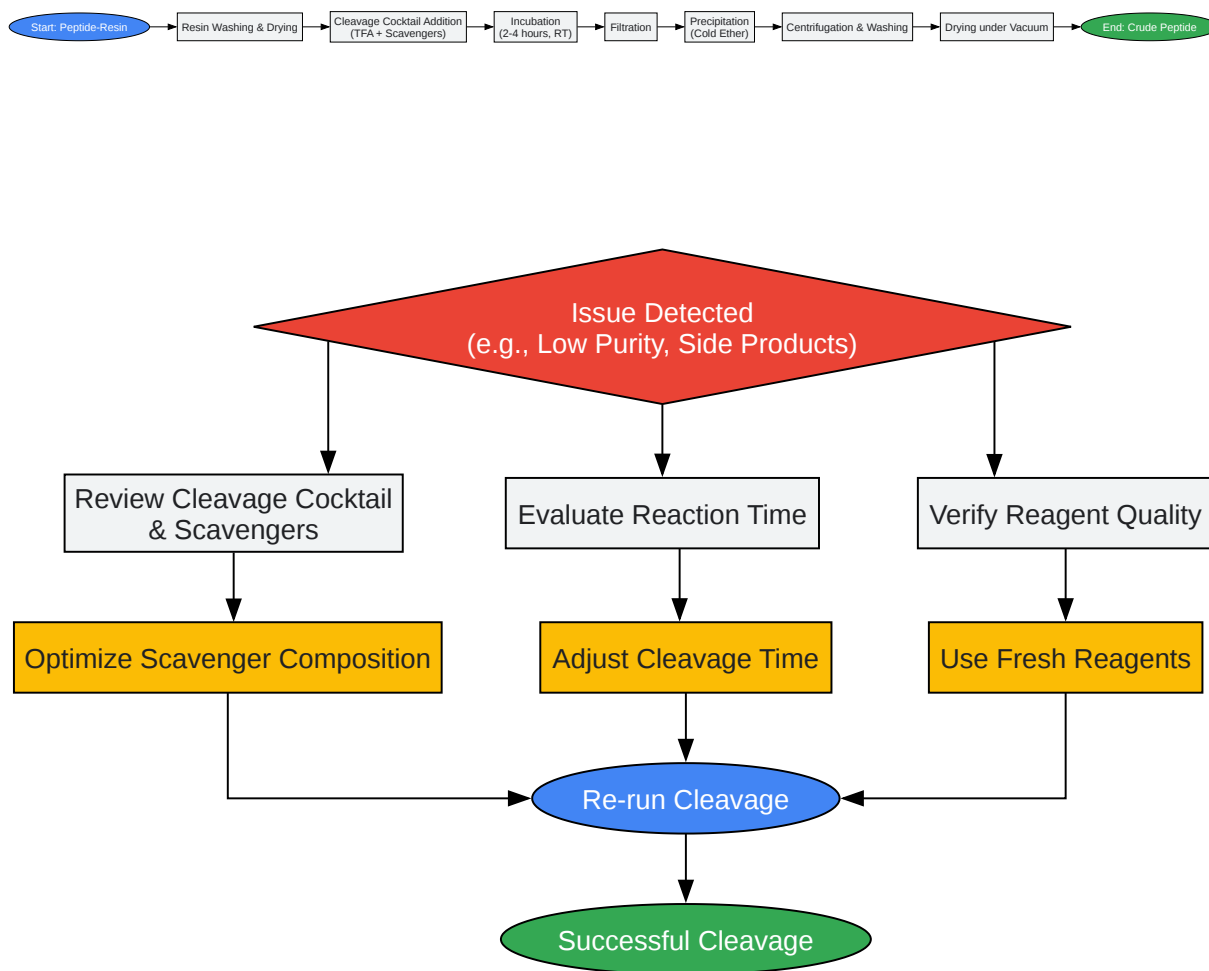 Start: Peptide-Resin
Resin Washing & Drying
Cleavage Cocktail Addition
(TFA + Scavengers)
Incubation
(2-4 hours, RT)
Filtration
Precipitation
(Cold Ether)
Centrifugation & Washing
Drying under Vacuum
End: Crude Peptide
Issue Detected
(e.g., Low Purity, Side Products)
Review Cleavage Cocktail
& Scavengers
Evaluate Reaction Time
Verify Reagent Quality
Optimize Scavenger Composition
Adjust Cleavage Time
Use Fresh Reagents
Re-run Cleavage
Successful Cleavage